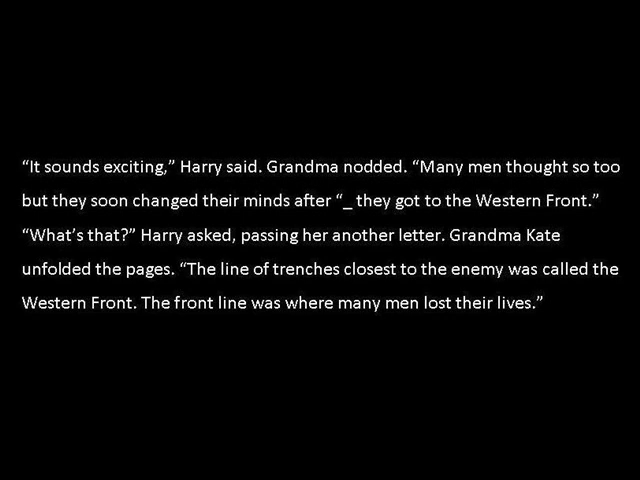 “It sounds exciting,” Harry said. Grandma nodded. “Many men thought so too
but they soon changed their minds after “_ they got to the Western Front.”
“What’s that?” Harry asked, passing her another letter. Grandma Kate
unfolded the pages. “The line of trenches closest to the enemy was called the
Western Front. The front line was where many men lost their lives.”